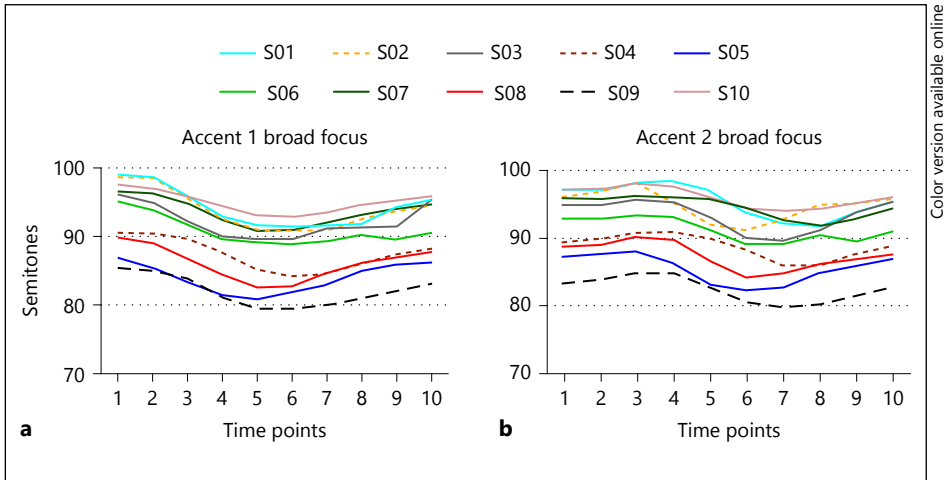 S01 S02 S03 S04 S05
S06 S07 S08 S09 S10
Accent 1 broad focus
Accent 2 broad focus
Semitones
100
90
80
70
100
90
80
70
1 2 3 4 5 6 7 8 9 10
1 2 3 4 5 6 7 8 9 10
a
Time points
b
Time points
Color version available online